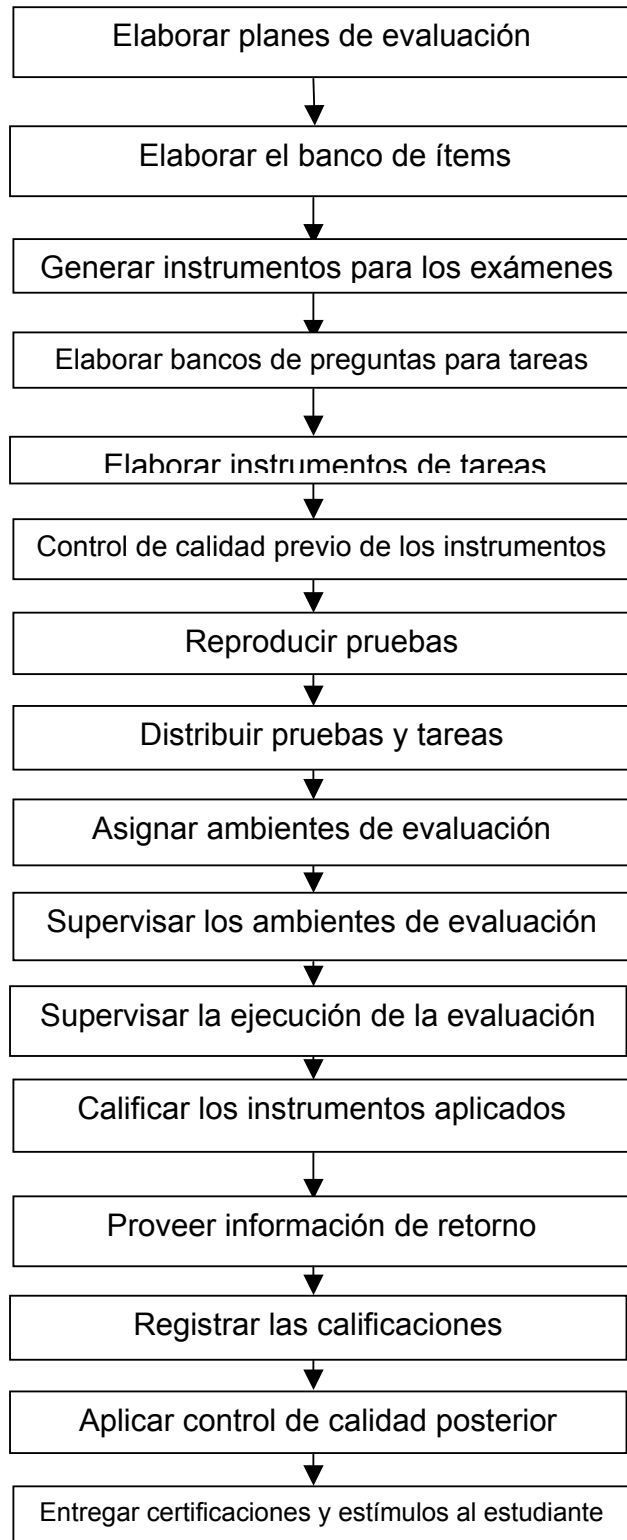 Elaborar planes de evaluación
Elaborar el banco de ítems
Generar instrumentos para los exámenes
Elaborar bancos de preguntas para tareas
Elaborar instrumentos de tareas
Control de calidad previo de los instrumentos
Reproducir pruebas
Distribuir pruebas y tareas
Asignar ambientes de evaluación
Supervisar los ambientes de evaluación
Supervisar la ejecución de la evaluación
Calificar los instrumentos aplicados
Proveer información de retorno
Registrar las calificaciones
Aplicar control de calidad posterior
Entregar certificaciones y estímulos al estudiante